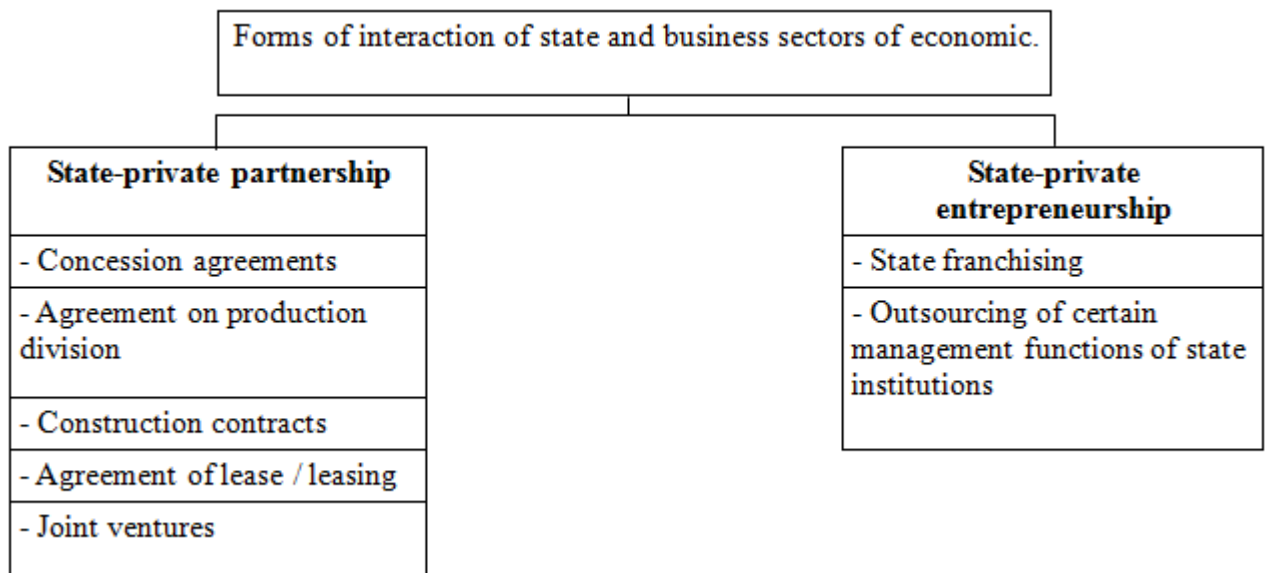 Forms of interaction of state and business sectors of economic.
State-private partnership
- Concession agreements
- Agreement on production
division
- Construction contracts
- Agreement of lease / leasing
- Joint ventures
State-private
entrepreneurship
- State franchising
- Outsourcing of certain
management functions of state
institutions